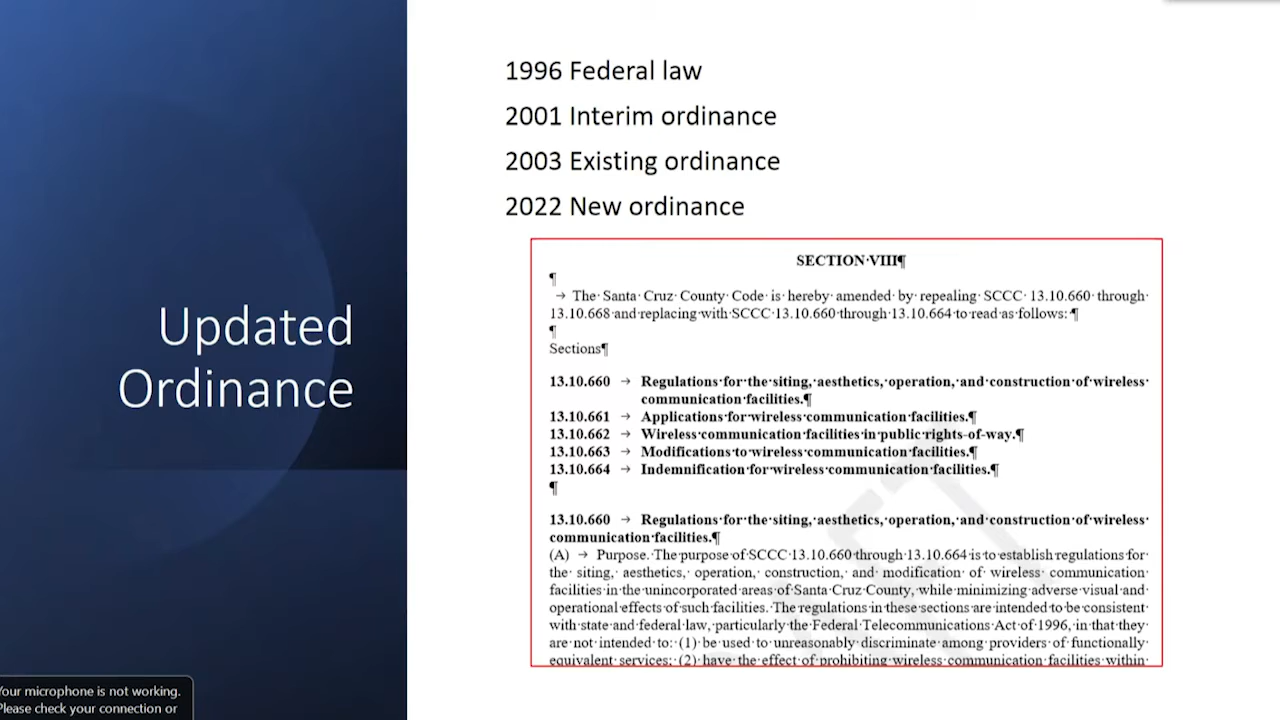 Updated
Ordinance
1996 Federal law
2001 Interim ordinance
2003 Existing ordinance
2022 New ordinance
SECTION·VIII¶
¶
→ The· Santa· Cruz· County· Code· is· hereby· amended· by· repealing· SCCC· 13.10.660· through·
13.10.668·and·replacing·with·SCCC·13.10.660·through·13.10.664·to·read·as·follows:·¶
¶
Sections¶
13.10.660 → Regulations·for·the·siting,·aesthetics,·operation,·and·construction·of·wireless·
communication·facilities.¶
13.10.661 → Applications·for·wireless·communication·facilities.¶
13.10.662 → Wireless·communication·facilities·in·public·rights-of-way.¶
13.10.663 → Modifications·to·wireless·communication·facilities.¶
13.10.664 → Indemnification·for·wireless·communication·facilities.¶
¶
13.10.660 → Regulations·for·the·siting,·aesthetics,·operation,·and·construction·of·wireless·
communication·facilities.¶
(A) → Purpose.·The·purpose·of·SCCC·13.10.660·through·13.10.664·is·to·establish·regulations·for·
the· siting,· aesthetics,· operation,· construction,· and· modification· of· wireless· communication·
facilities·in·the·unincorporated·areas·of·Santa·Cruz·County,·while·minimizing·adverse·visual·and·
operational·effects·of·such·facilities.·The·regulations·in·these·sections·are·intended·to·be·consistent·
with·state·and·federal·law,·particularly·the·Federal·Telecommunications·Act·of·1996,·in·that·they·
are·not·intended·to:·(1)·be·used·to·unreasonably·discriminate·among·providers·of·functionally·
equivalent·services;·(2)·have·the·effect·of·prohibiting·wireless·communication·facilities·within·
Your microphone is not working.
Please check your connection or